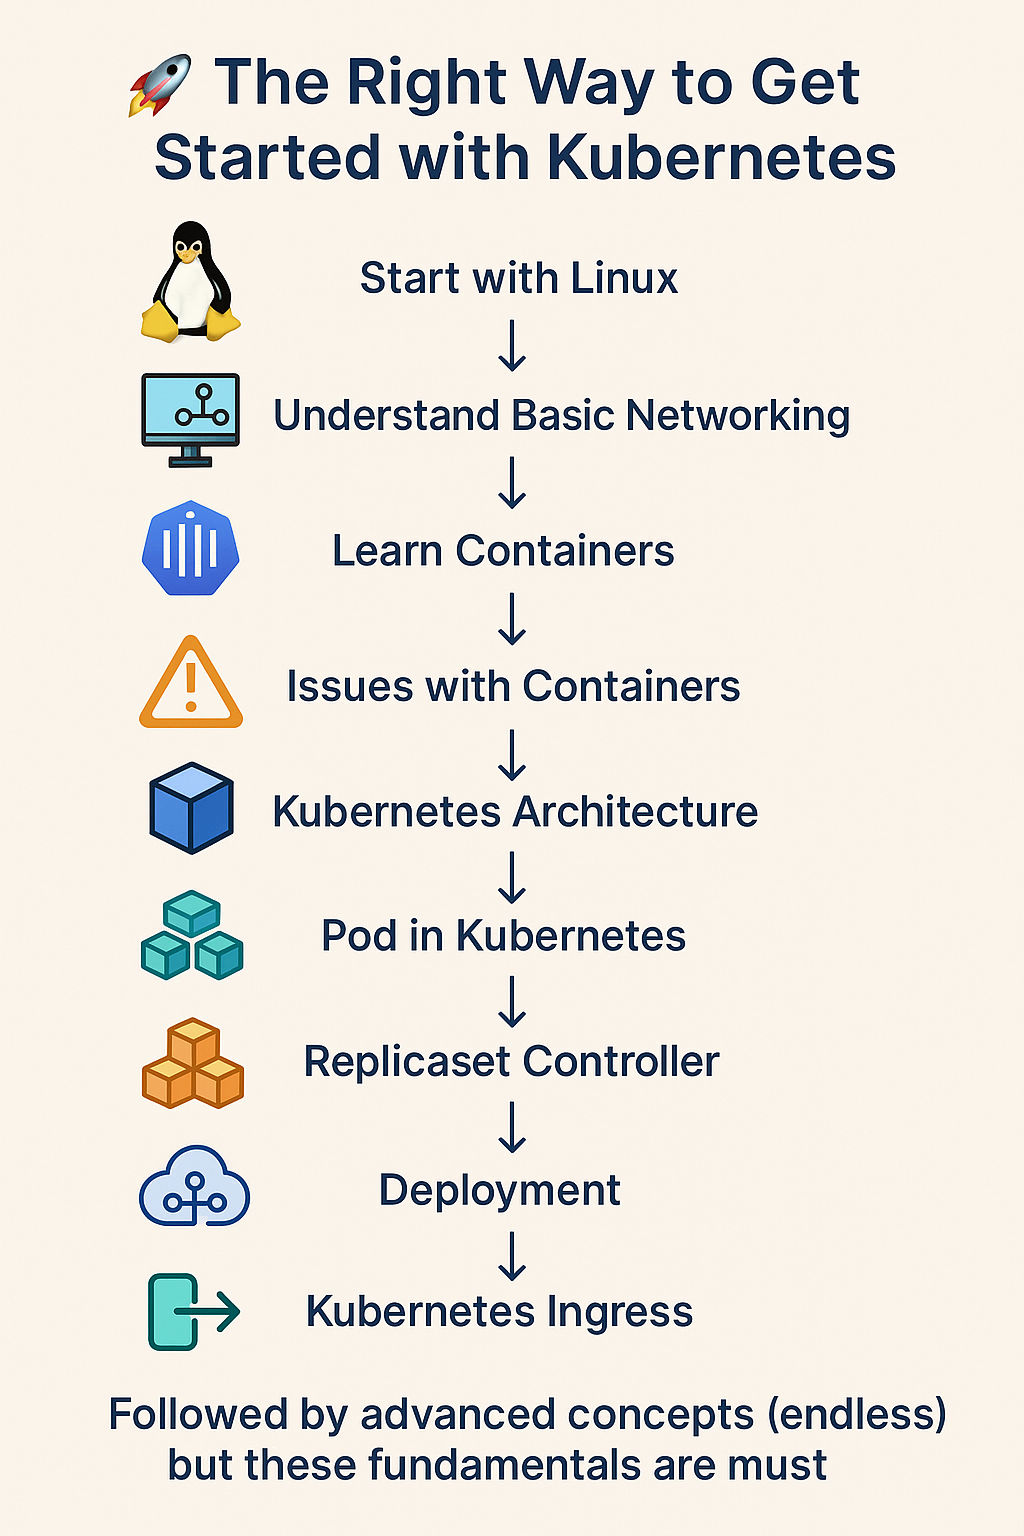 🚀 The Right Way to Get
Started with Kubernetes
Start with Linux
↓
Understand Basic Networking
↓
Learn Containers
↓
Issues with Containers
↓
Kubernetes Architecture
↓
Pod in Kubernetes
↓
Replicaset Controller
↓
Deployment
↓
Kubernetes Ingress
Followed by advanced concepts (endless)
but these fundamentals are must